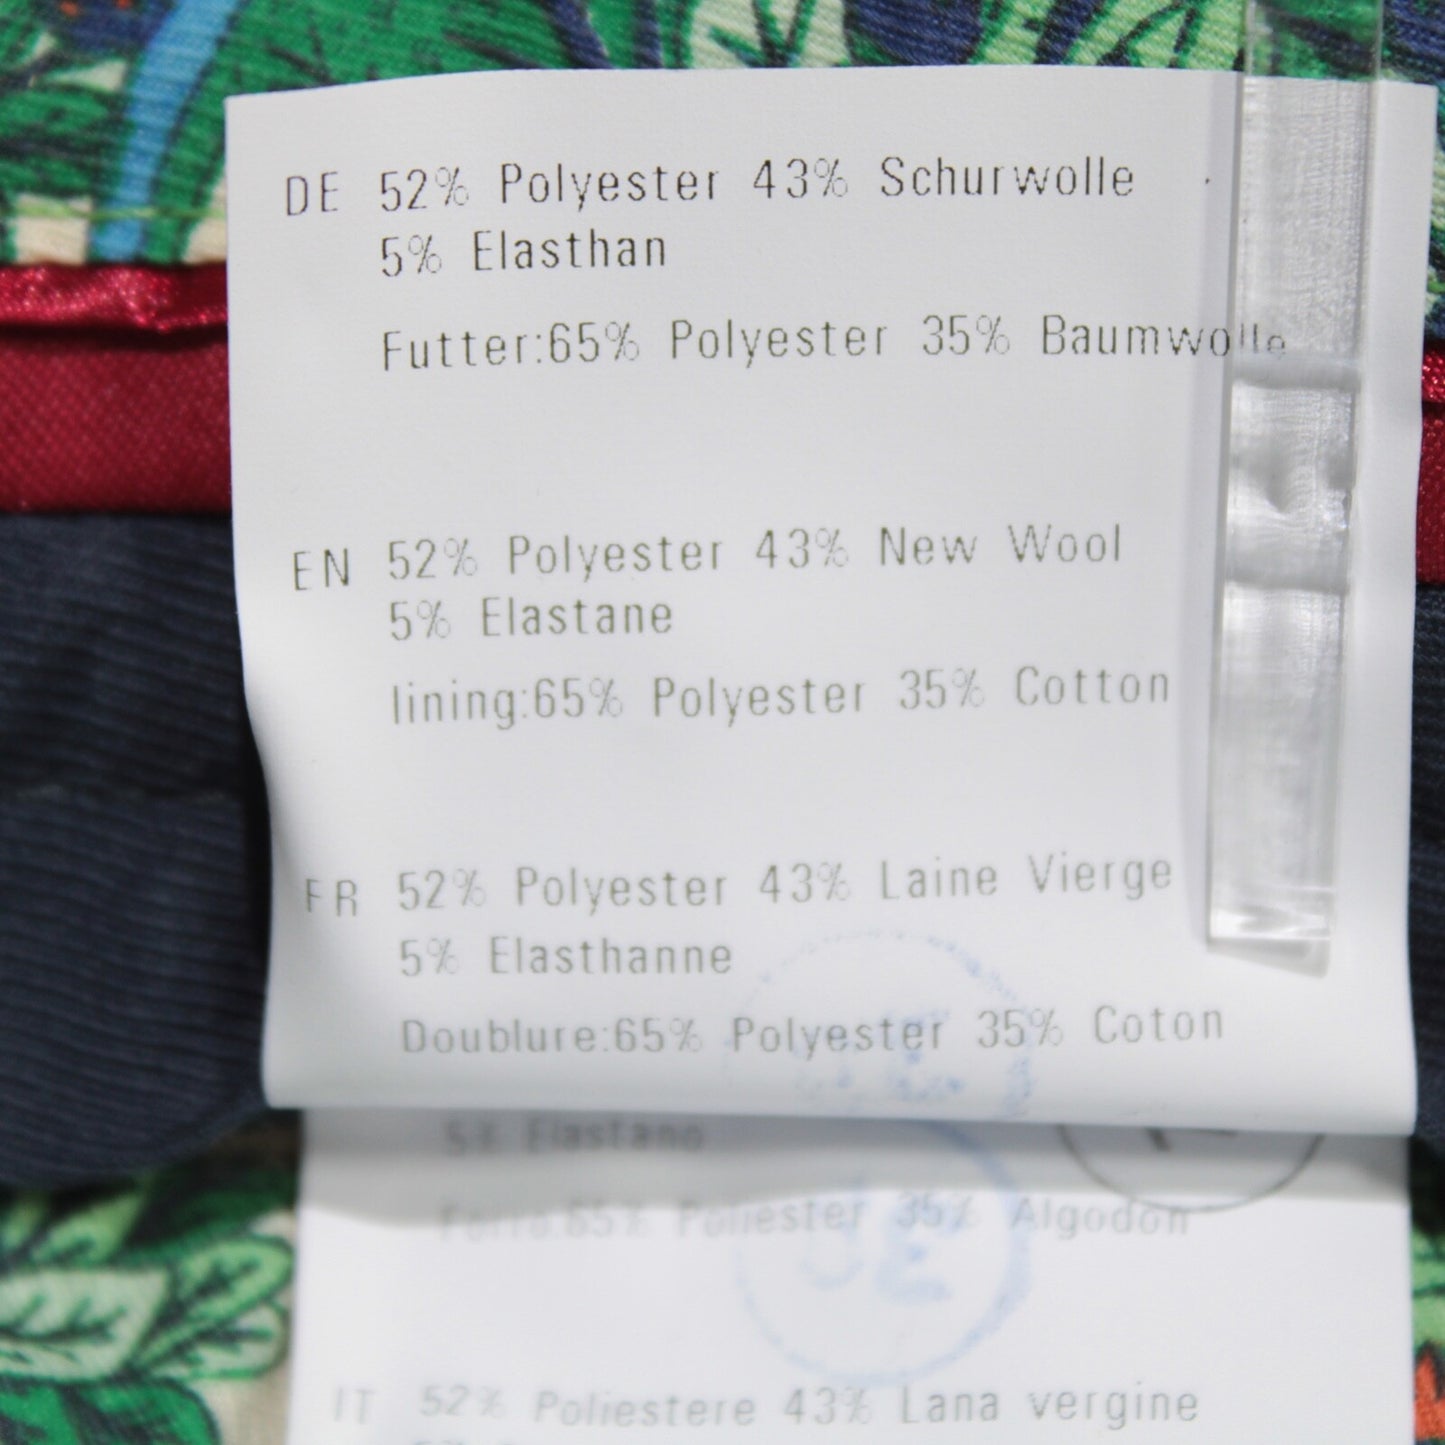 DE 52% Polyester 43% Schurwolle
5% Elasthan
Futter:65% Polyester 35% Baumwolle
EN 52% Polyester 43% New Wool
5% Elastane
lining:65% Polyester 35% Cotton
FR 52% Polyester 43% Laine Vierge
5% Elasthanne
Doublure:65% Polyester 35% Coton
5% Elastano
Forro:65% Poliester 35% Algodón
IT 52% Poliestere 43% Lana vergine